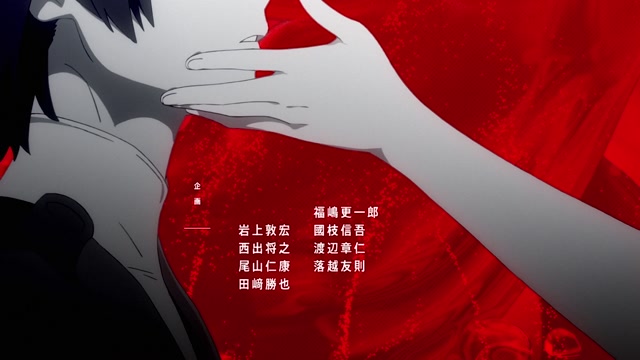 企画
福嶋更一郎
岩上敦宏 國枝信吾
西出将之 渡辺章仁
尾山仁康 落越友則
田﨑勝也